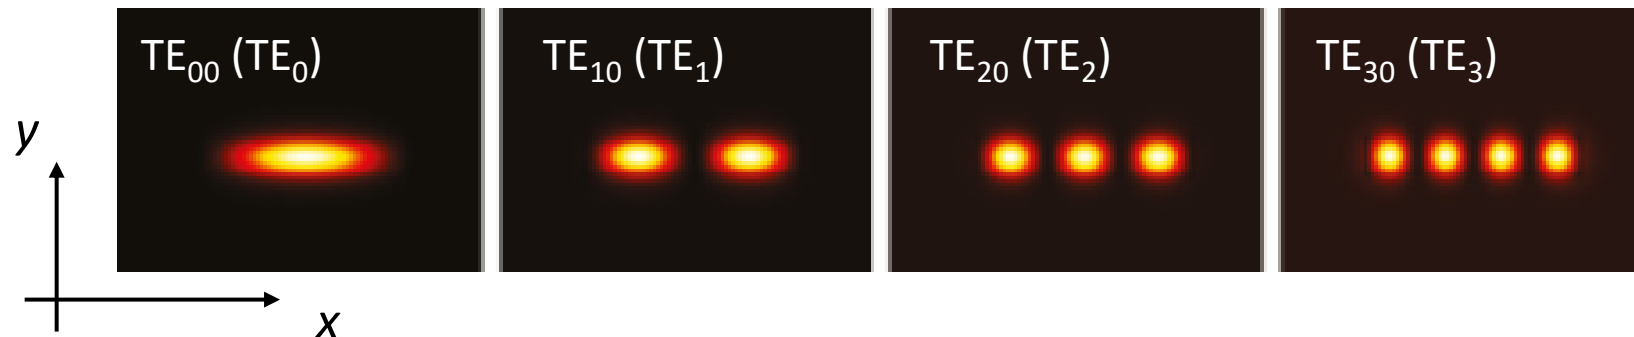 TE₀₀ (TE₀)
TE₁₀ (TE₁)
TE₂₀ (TE₂)
TE₃₀ (TE₃)
y
x